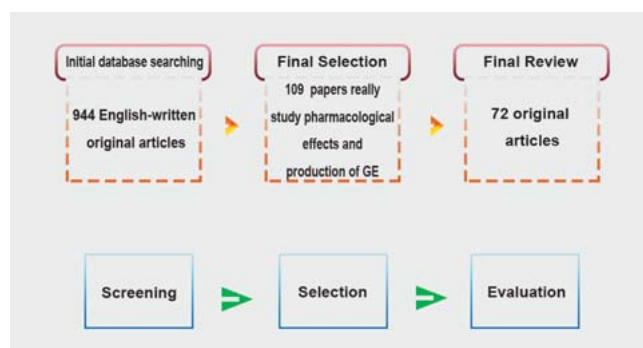 Initial database searching
944 English-written
original articles
Final Selection
109 papers really
study pharmacological
effects and
production of GE
Final Review
72 original
articles
Screening
Selection
Evaluation